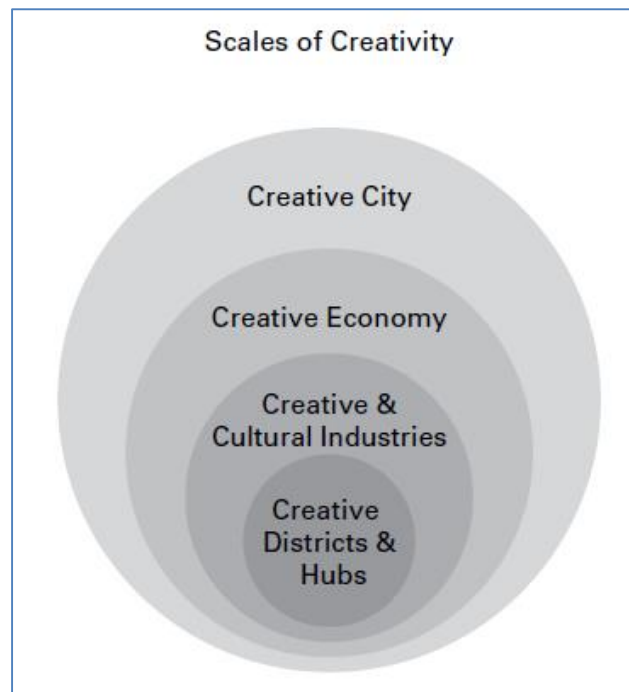 Scales of Creativity
Creative City
Creative Economy
Creative &
Cultural Industries
Creative
Districts &
Hubs